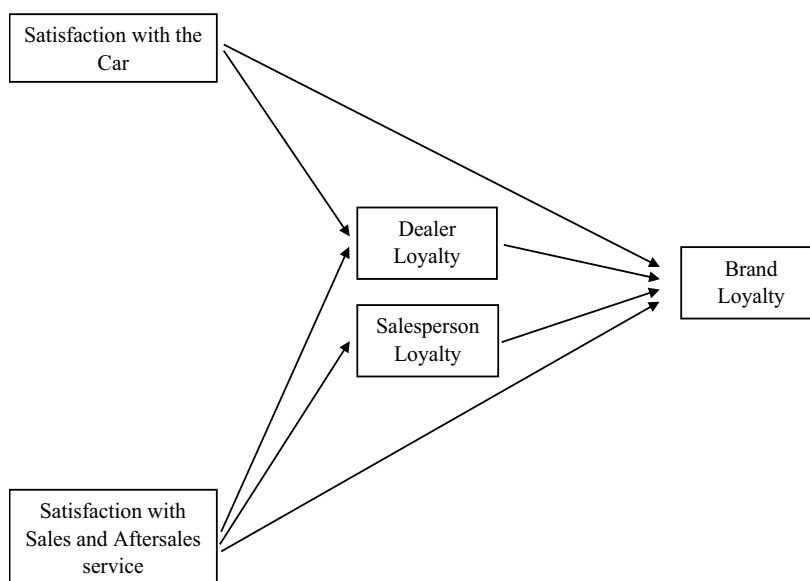 Satisfaction with the
Car
Dealer
Loyalty
Brand
Loyalty
Salesperson
Loyalty
Satisfaction with
Sales and Aftersales
service